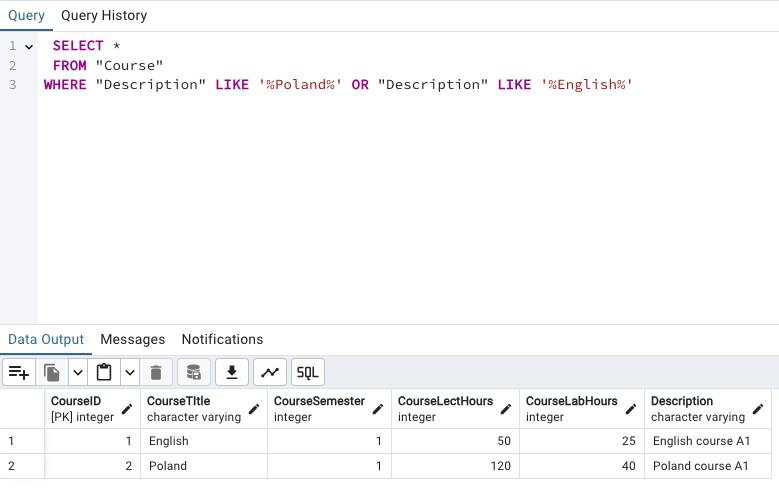 Query Query History
1 SELECT *
2 FROM "Course"
3 WHERE "Description" LIKE '%Poland%' OR "Description" LIKE '%English%'
Data Output Messages Notifications
SQL
CourseID CourseTItle CourseSemester CourseLectHours CourseLabHours Description
[PK] integer character varying integer integer integer character varying
1 1 English 1 50 25 English course A1
2 2 Poland 1 120 40 Poland course A1